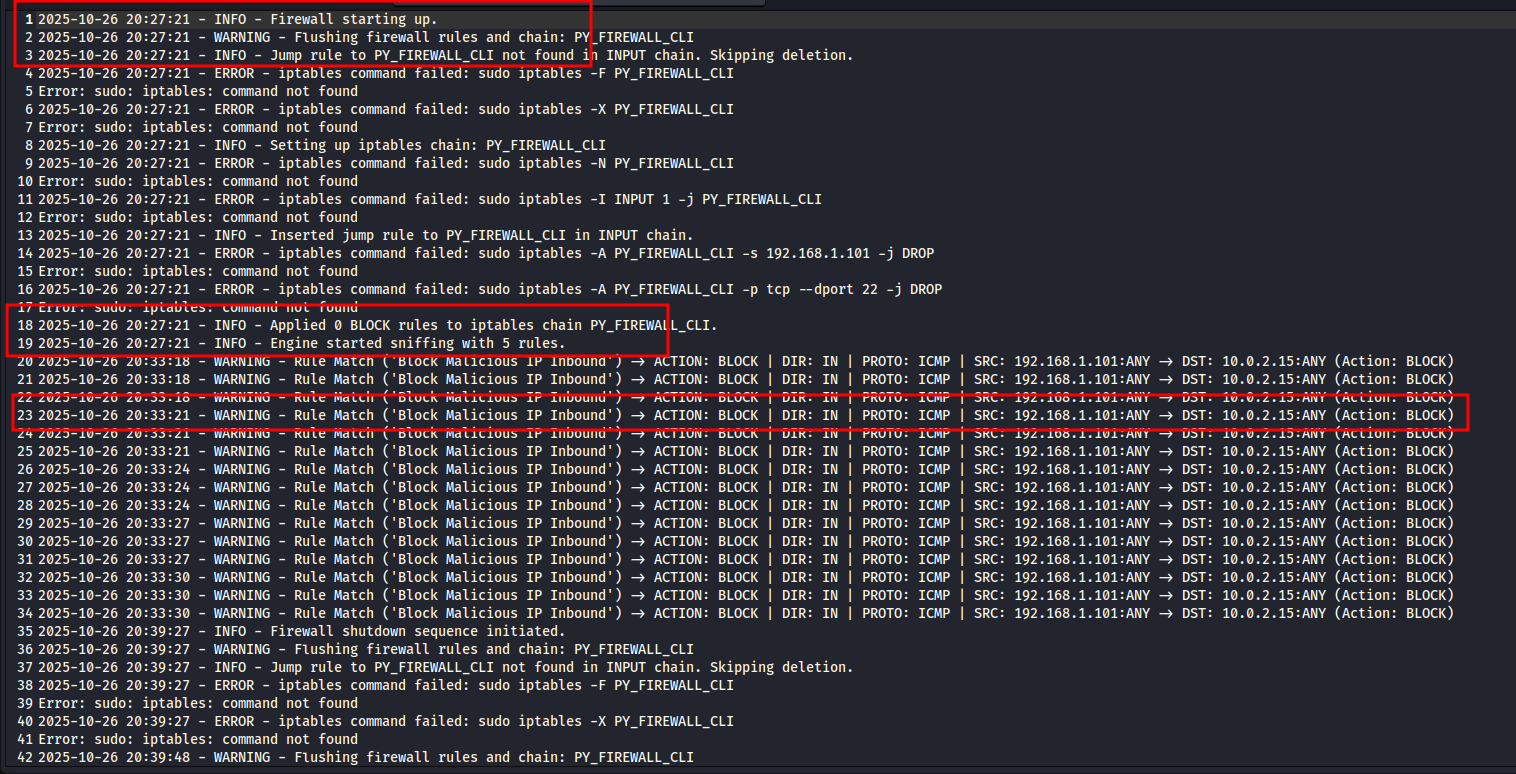 1 2025-10-26 20:27:21 - INFO - Firewall starting up.
2 2025-10-26 20:27:21 - WARNING - Flushing firewall rules and chain: PY_FIREWALL_CLI
3 2025-10-26 20:27:21 - INFO - Jump rule to PY_FIREWALL_CLI not found in INPUT chain. Skipping deletion.
4 2025-10-26 20:27:21 - ERROR - iptables command failed: sudo iptables -F PY_FIREWALL_CLI
5 Error: sudo: iptables: command not found
6 2025-10-26 20:27:21 - ERROR - iptables command failed: sudo iptables -X PY_FIREWALL_CLI
7 Error: sudo: iptables: command not found
8 2025-10-26 20:27:21 - INFO - Setting up iptables chain: PY_FIREWALL_CLI
9 2025-10-26 20:27:21 - ERROR - iptables command failed: sudo iptables -N PY_FIREWALL_CLI
10 Error: sudo: iptables: command not found
11 2025-10-26 20:27:21 - ERROR - iptables command failed: sudo iptables -I INPUT 1 -j PY_FIREWALL_CLI
12 Error: sudo: iptables: command not found
13 2025-10-26 20:27:21 - INFO - Inserted jump rule to PY_FIREWALL_CLI in INPUT chain.
14 2025-10-26 20:27:21 - ERROR - iptables command failed: sudo iptables -A PY_FIREWALL_CLI -s 192.168.1.101 -j DROP
15 Error: sudo: iptables: command not found
16 2025-10-26 20:27:21 - ERROR - iptables command failed: sudo iptables -A PY_FIREWALL_CLI -p tcp --dport 22 -j DROP
17 Error: sudo: iptables: command not found
18 2025-10-26 20:27:21 - INFO - Applied 0 BLOCK rules to iptables chain PY_FIREWALL_CLI.
19 2025-10-26 20:27:21 - INFO - Engine started sniffing with 5 rules.
20 2025-10-26 20:33:18 - WARNING - Rule Match ('Block Malicious IP Inbound') → ACTION: BLOCK | DIR: IN | PROTO: ICMP | SRC: 192.168.1.101:ANY → DST: 10.0.2.15:ANY (Action: BLOCK)
21 2025-10-26 20:33:18 - WARNING - Rule Match ('Block Malicious IP Inbound') → ACTION: BLOCK | DIR: IN | PROTO: ICMP | SRC: 192.168.1.101:ANY → DST: 10.0.2.15:ANY (Action: BLOCK)
22 2025-10-26 20:33:18 - WARNING - Rule Match ('Block Malicious IP Inbound') → ACTION: BLOCK | DIR: IN | PROTO: ICMP | SRC: 192.168.1.101:ANY → DST: 10.0.2.15:ANY (Action: BLOCK)
23 2025-10-26 20:33:21 - WARNING - Rule Match ('Block Malicious IP Inbound') → ACTION: BLOCK | DIR: IN | PROTO: ICMP | SRC: 192.168.1.101:ANY → DST: 10.0.2.15:ANY (Action: BLOCK)
24 2025-10-26 20:33:21 - WARNING - Rule Match ('Block Malicious IP Inbound') → ACTION: BLOCK | DIR: IN | PROTO: ICMP | SRC: 192.168.1.101:ANY → DST: 10.0.2.15:ANY (Action: BLOCK)
25 2025-10-26 20:33:21 - WARNING - Rule Match ('Block Malicious IP Inbound') → ACTION: BLOCK | DIR: IN | PROTO: ICMP | SRC: 192.168.1.101:ANY → DST: 10.0.2.15:ANY (Action: BLOCK)
26 2025-10-26 20:33:24 - WARNING - Rule Match ('Block Malicious IP Inbound') → ACTION: BLOCK | DIR: IN | PROTO: ICMP | SRC: 192.168.1.101:ANY → DST: 10.0.2.15:ANY (Action: BLOCK)
27 2025-10-26 20:33:24 - WARNING - Rule Match ('Block Malicious IP Inbound') → ACTION: BLOCK | DIR: IN | PROTO: ICMP | SRC: 192.168.1.101:ANY → DST: 10.0.2.15:ANY (Action: BLOCK)
28 2025-10-26 20:33:24 - WARNING - Rule Match ('Block Malicious IP Inbound') → ACTION: BLOCK | DIR: IN | PROTO: ICMP | SRC: 192.168.1.101:ANY → DST: 10.0.2.15:ANY (Action: BLOCK)
29 2025-10-26 20:33:27 - WARNING - Rule Match ('Block Malicious IP Inbound') → ACTION: BLOCK | DIR: IN | PROTO: ICMP | SRC: 192.168.1.101:ANY → DST: 10.0.2.15:ANY (Action: BLOCK)
30 2025-10-26 20:33:27 - WARNING - Rule Match ('Block Malicious IP Inbound') → ACTION: BLOCK | DIR: IN | PROTO: ICMP | SRC: 192.168.1.101:ANY → DST: 10.0.2.15:ANY (Action: BLOCK)
31 2025-10-26 20:33:27 - WARNING - Rule Match ('Block Malicious IP Inbound') → ACTION: BLOCK | DIR: IN | PROTO: ICMP | SRC: 192.168.1.101:ANY → DST: 10.0.2.15:ANY (Action: BLOCK)
32 2025-10-26 20:33:30 - WARNING - Rule Match ('Block Malicious IP Inbound') → ACTION: BLOCK | DIR: IN | PROTO: ICMP | SRC: 192.168.1.101:ANY → DST: 10.0.2.15:ANY (Action: BLOCK)
33 2025-10-26 20:33:30 - WARNING - Rule Match ('Block Malicious IP Inbound') → ACTION: BLOCK | DIR: IN | PROTO: ICMP | SRC: 192.168.1.101:ANY → DST: 10.0.2.15:ANY (Action: BLOCK)
34 2025-10-26 20:33:30 - WARNING - Rule Match ('Block Malicious IP Inbound') → ACTION: BLOCK | DIR: IN | PROTO: ICMP | SRC: 192.168.1.101:ANY → DST: 10.0.2.15:ANY (Action: BLOCK)
35 2025-10-26 20:39:27 - INFO - Firewall shutdown sequence initiated.
36 2025-10-26 20:39:27 - WARNING - Flushing firewall rules and chain: PY_FIREWALL_CLI
37 2025-10-26 20:39:27 - INFO - Jump rule to PY_FIREWALL_CLI not found in INPUT chain. Skipping deletion.
38 2025-10-26 20:39:27 - ERROR - iptables command failed: sudo iptables -F PY_FIREWALL_CLI
39 Error: sudo: iptables: command not found
40 2025-10-26 20:39:27 - ERROR - iptables command failed: sudo iptables -X PY_FIREWALL_CLI
41 Error: sudo: iptables: command not found
42 2025-10-26 20:39:48 - WARNING - Flushing firewall rules and chain: PY_FIREWALL_CLI